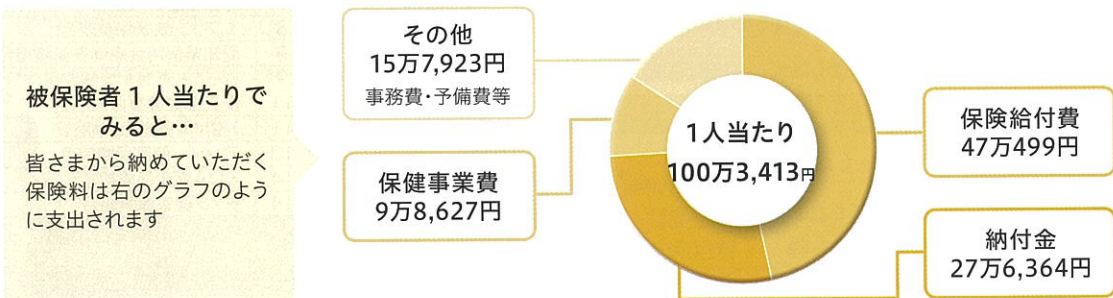 被保険者1人当たりで
みると…
皆さまから納めていただく
保険料は右のグラフのよう
に支出されます
その他
15万7,923円
事務費・予備費等
保健事業費
9万8,627円
1人当たり
100万3,413円
保険給付費
47万499円
納付金
27万6,364円